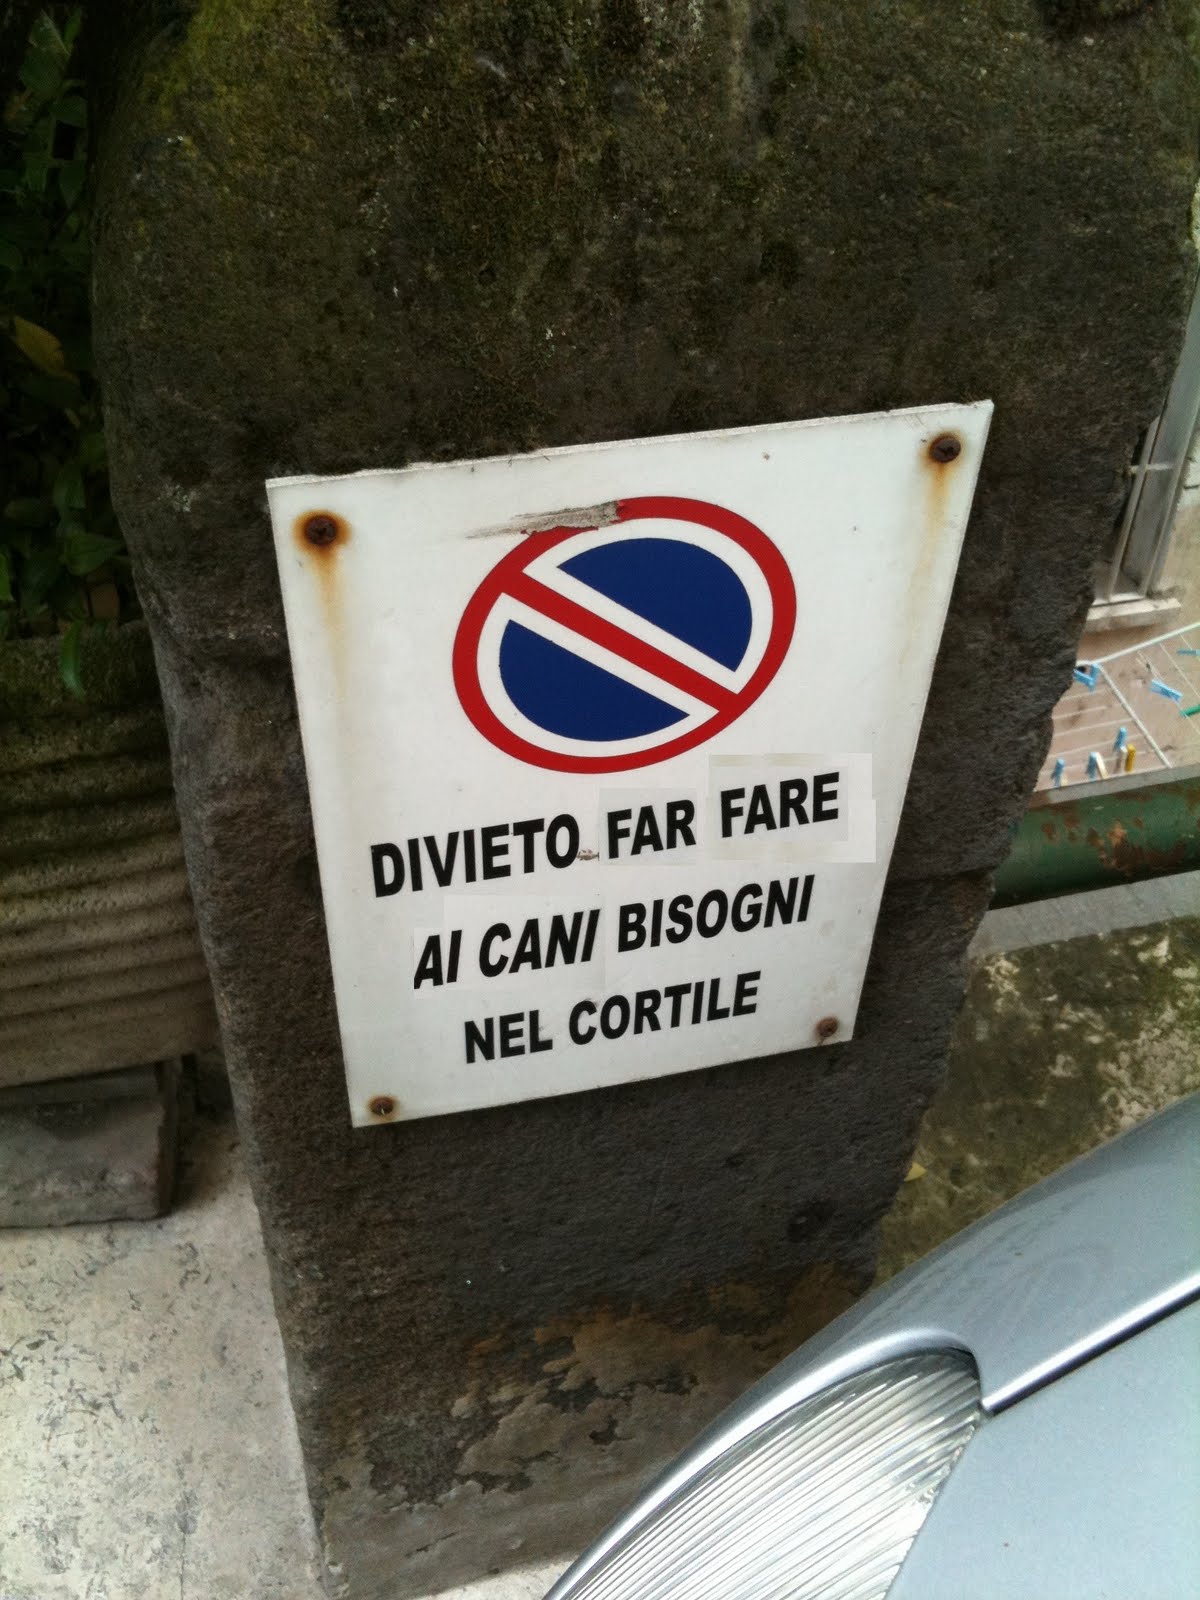 DIVIETO FAR FARE
AI CANI BISOGNI
NEL CORTILE